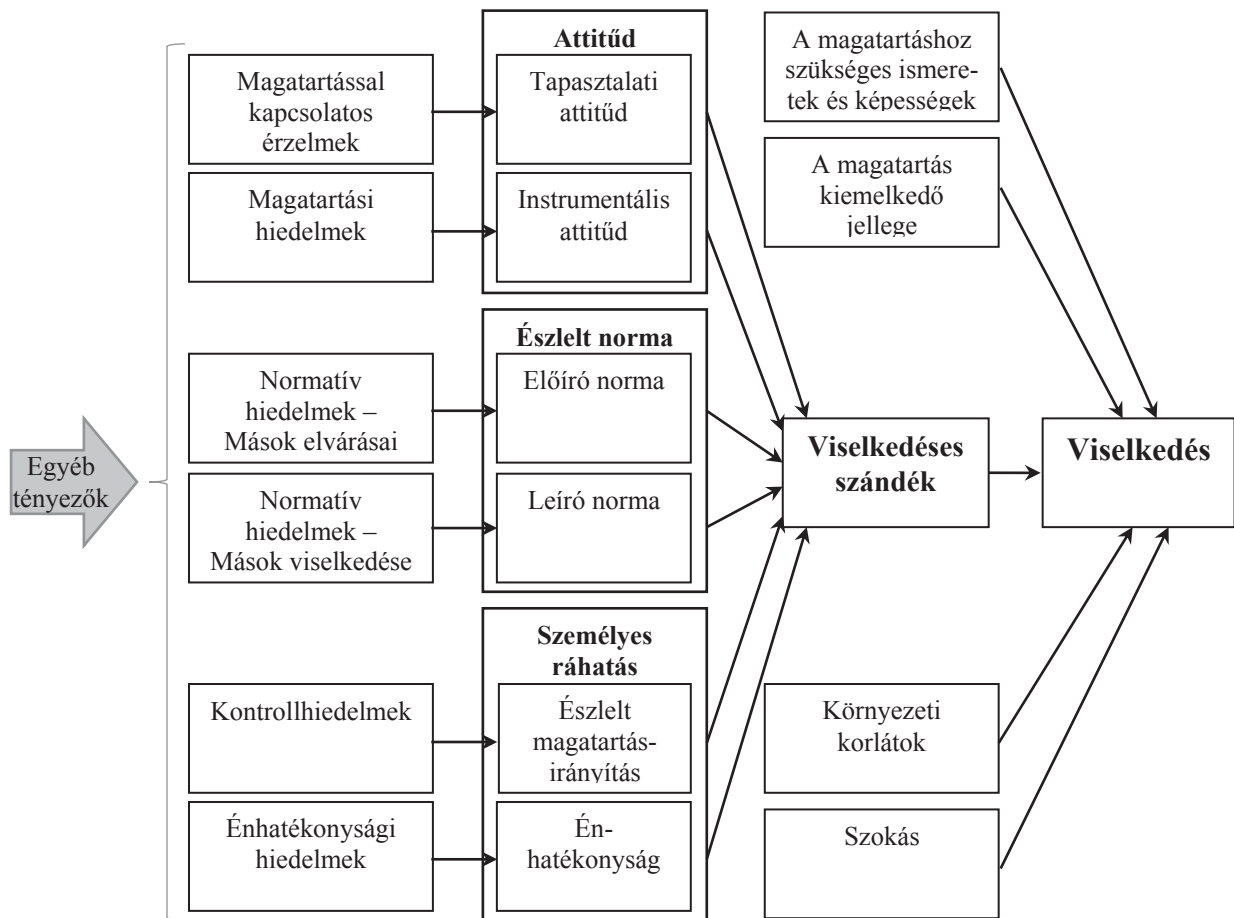 Egyéb
tényezők
Magatartással
kapcsolatos
érzelmek
Magatartási
hiedelmek
Normatív
hiedelmek –
Mások elvárásai
Normatív
hiedelmek –
Mások viselkedése
Kontrollhiedelmek
Énhatékonysági
hiedelmek
Attitűd
Tapasztalati
attitűd
Instrumentális
attitűd
Észlelt norma
Előíró norma
Leíró norma
Személyes
ráhatás
Észlelt
magatartás-
irányítás
Én-
hatékonyság
A magatartáshoz
szükséges ismere-
tek és képességek
A magatartás
kiemelkedő
jellege
Viselkedéses
szándék
Viselkedés
Környezeti
korlátok
Szokás